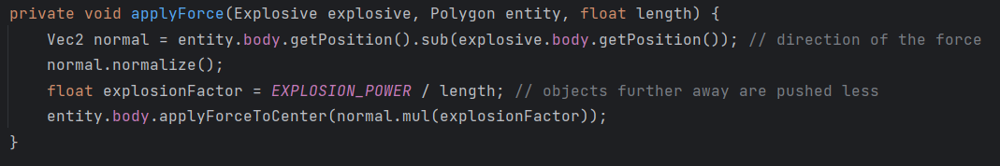 private void applyForce(Explosive explosive, Polygon entity, float length) {
    Vec2 normal = entity.body.getPosition().sub(explosive.body.getPosition()); // direction of the force
    normal.normalize();
    float explosionFactor = EXPLOSION_POWER / length; // objects further away are pushed less
    entity.body.applyForceToCenter(normal.mul(explosionFactor));
}